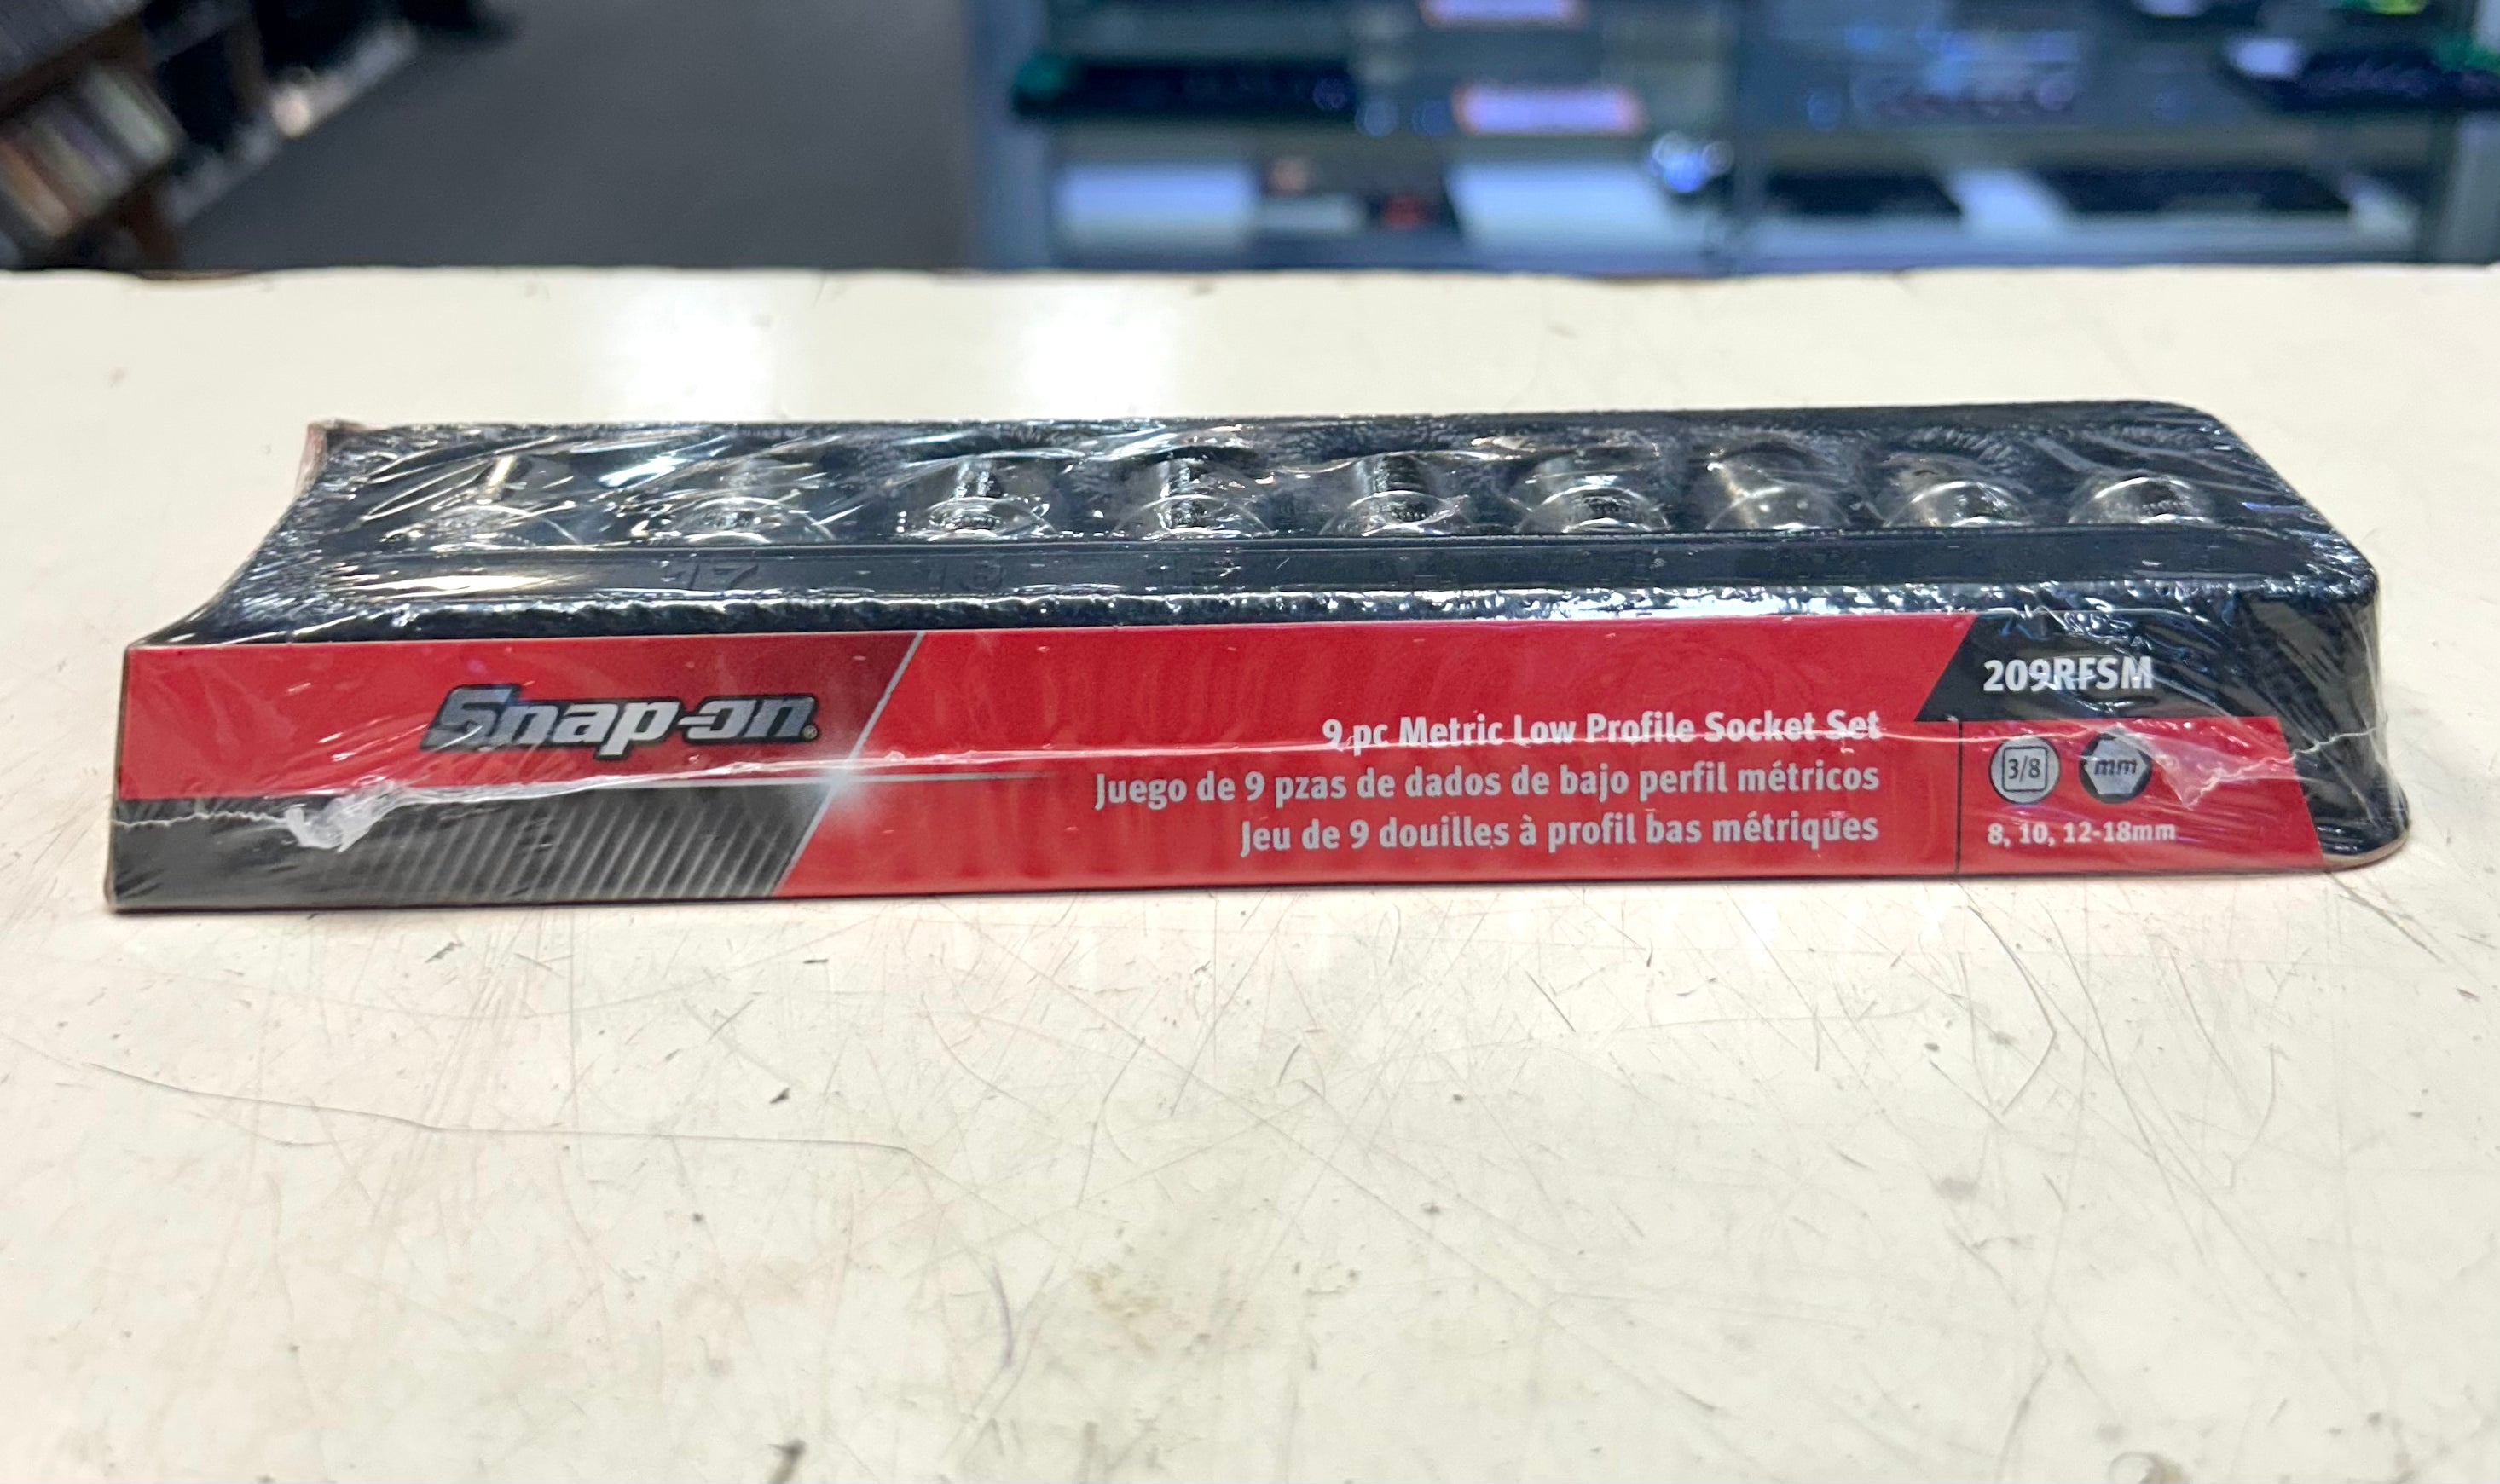 Snap-on®
209RFSM
9 pc Metric Low Profile Socket Set
Juego de 9 pzas de dados de bajo perfil métricos
Jeu de 9 douilles à profil bas métriques
3/8
mm
8, 10, 12-18mm
17